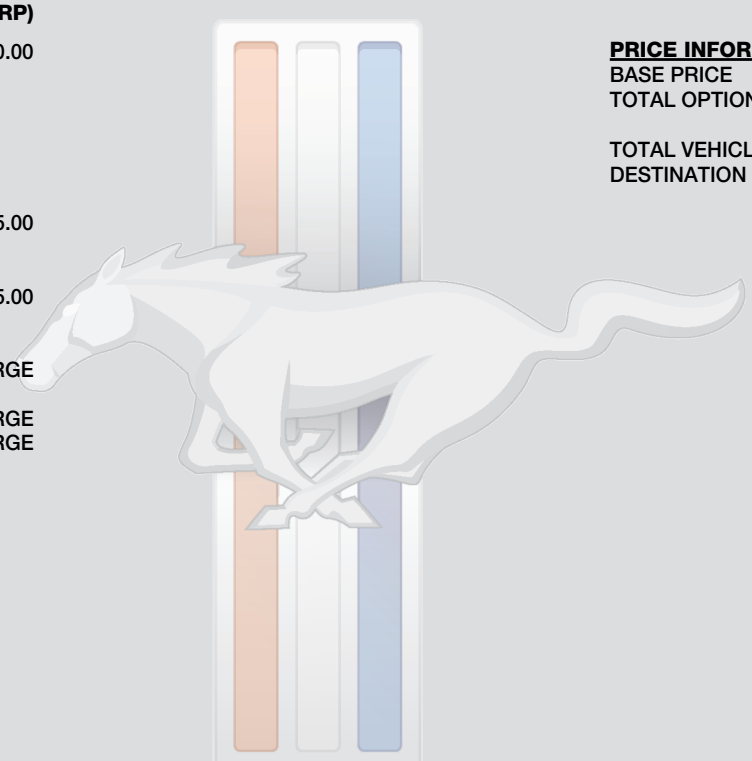 RP)
0.00
5.00
5.00
RGE
RGE
RGE
PRICE INFOR
BASE PRICE
TOTAL OPTION
TOTAL VEHICL
DESTINATION